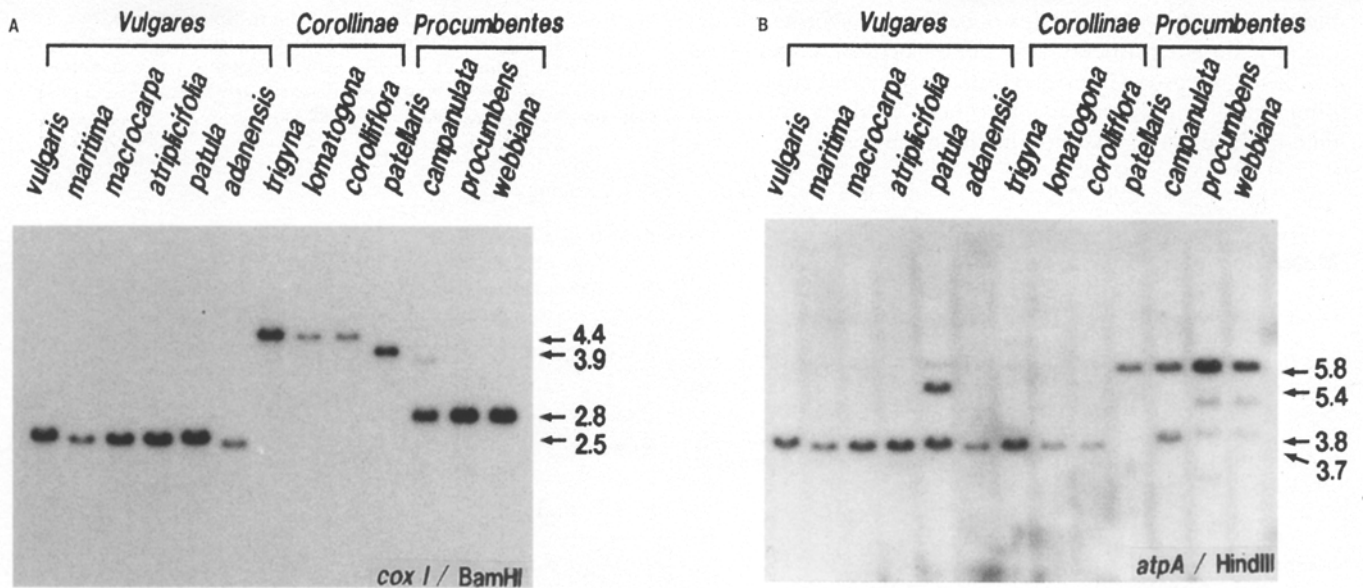 A
Vulgares Corollinae Procumbentes
vulgaris maritima macrocarpa atriplicifolia patula adanensis trigyna lomatogona corolliflora patellaris campanulata procumbens webbiana
4.4
3.9
2.8
2.5
cox I / BamHI
B
Vulgares Corollinae Procumbentes
vulgaris maritima macrocarpa atriplicifolia patula adanensis trigyna lomatogona corolliflora patellaris campanulata procumbens webbiana
5.8
5.4
3.8
3.7
atpA / HindIII